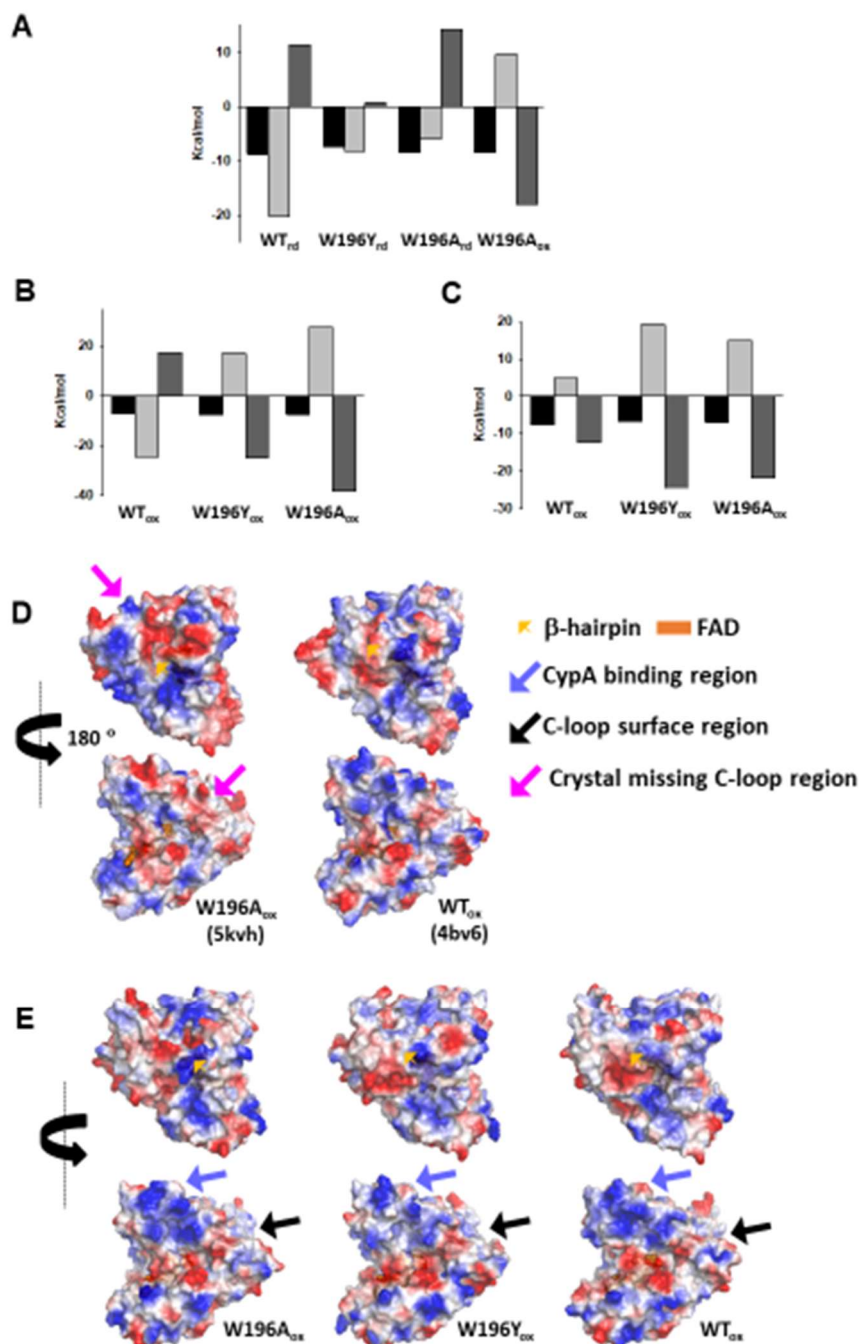 A
10
0
-10
-20
Kcal/mol
WTrd W196Yrd W196Ard W196Aox
B
20
0
-20
-40
Kcal/mol
WTox W196Yox W196Aox
C
20
10
0
-10
-20
-30
Kcal/mol
WTox W196Yox W196Aox
D
β-hairpin FAD
CypA binding region
C-loop surface region
Crystal missing C-loop region
180 °
W196Aox WTox
(5kvh) (4bv6)
E
W196Aox W196Yox WTox